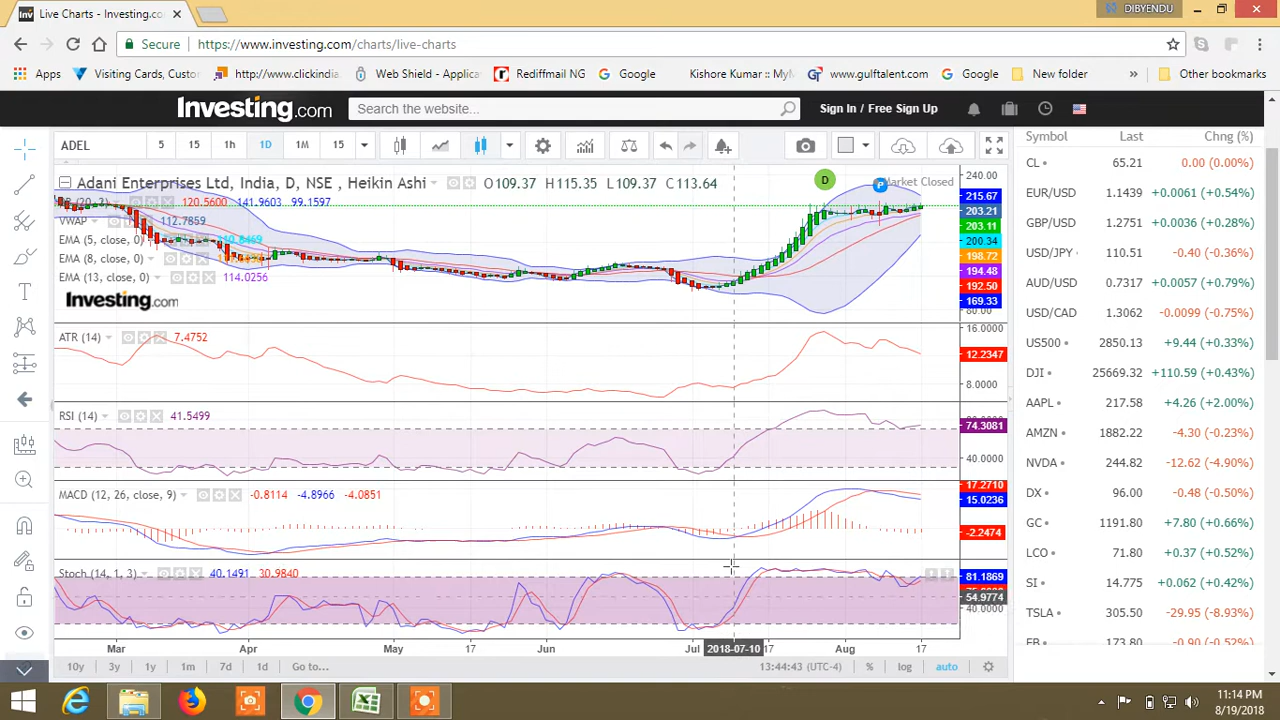 Live Charts - Investing.co
DIBYENDU
Secure
https://www.investing.com/charts/live-charts
Apps
Visiting Cards, Custor
http://www.clickindi
Web Shield - Applica
Rediffmail NG
Google
Kishore Kumar :: MyM
www.gulftalent.com
Google
New folder
»
Other bookmarks
Investing.com
Search the website...
Sign In / Free Sign Up
ADEL
5
15
1h
1D
1M
15
Symbol Last Chng (%)
Adani Enterprises Ltd, India, D, NSE , Heikin Ashi
O109.37 H115.35 L109.37 C113.64
D
P
Market Closed
120.5600 141.9603 99.1597
VWAP 112.7859
EMA (5, close, 0)
EMA (8, close, 0)
EMA (13, close, 0) 114.0256
Investing.com
240.00
215.67
203.21
203.11
200.34
198.72
194.48
192.50
169.33
80.00
ATR (14) 7.4752
16.0000
12.2347
8.0000
RSI (14) 41.5499
74.3081
40.0000
MACD (12, 26, close, 9) -0.8114 -4.8966 -4.0851
17.2710
15.0236
-2.2474
Stoch (14, 1, 3) 40.1491 30.9840
81.1869
54.9774
40.0000
Mar Apr May 17 Jun Jul 2018-07-10 17 Aug 17
10y 3y 1y 1m 7d 1d Go to...
13:44:43 (UTC-4) % log auto
CL 65.21 0.00 (0.00%)
EUR/USD 1.1439 +0.0061 (+0.54%)
GBP/USD 1.2751 +0.0036 (+0.28%)
USD/JPY 110.51 -0.40 (-0.36%)
AUD/USD 0.7317 +0.0057 (+0.79%)
USD/CAD 1.3062 -0.0099 (-0.75%)
US500 2850.13 +9.44 (+0.33%)
DJI 25669.32 +110.59 (+0.43%)
AAPL 217.58 +4.26 (+2.00%)
AMZN 1882.22 -4.30 (-0.23%)
NVDA 244.82 -12.62 (-4.90%)
DX 96.00 -0.48 (-0.50%)
GC 1191.80 +7.80 (+0.66%)
LCO 71.80 +0.37 (+0.52%)
SI 14.775 +0.062 (+0.42%)
TSLA 305.50 -29.95 (-8.93%)
FB 173.80 -0.90 (-0.52%)
11:14 PM
8/19/2018